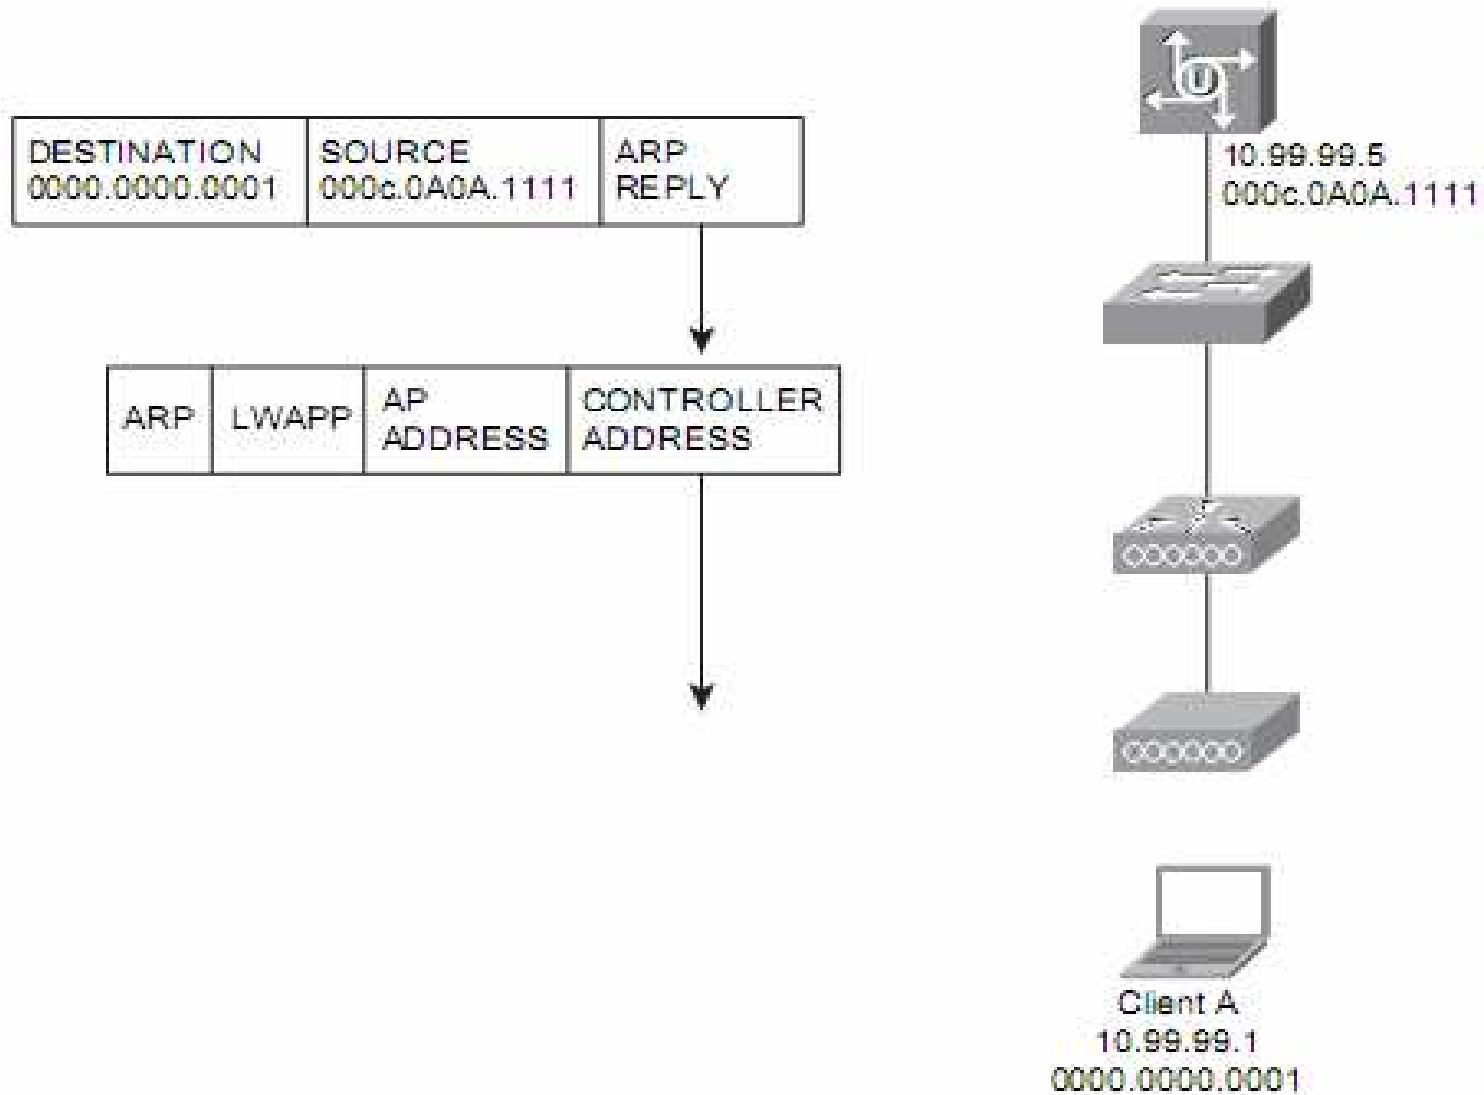 DESTINATION
0000.0000.0001
SOURCE
000c.0A0A.1111
ARP
REPLY
U
10.99.99.5
000c.0A0A.1111
ARP
LWAPP
AP
ADDRESS
CONTROLLER
ADDRESS
Client A
10.99.99.1
0000.0000.0001